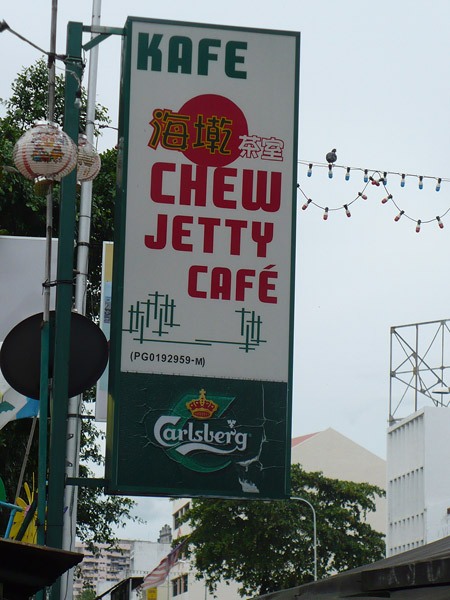 KAFE
海墘茶室
CHEW
JETTY
CAFÉ
(PG0192959-M)
Carlsberg